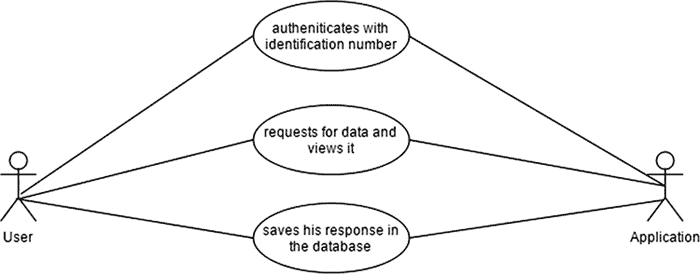 autheniticates with
identification number
requests for data and
views it
saves his response in
the database
User
Application